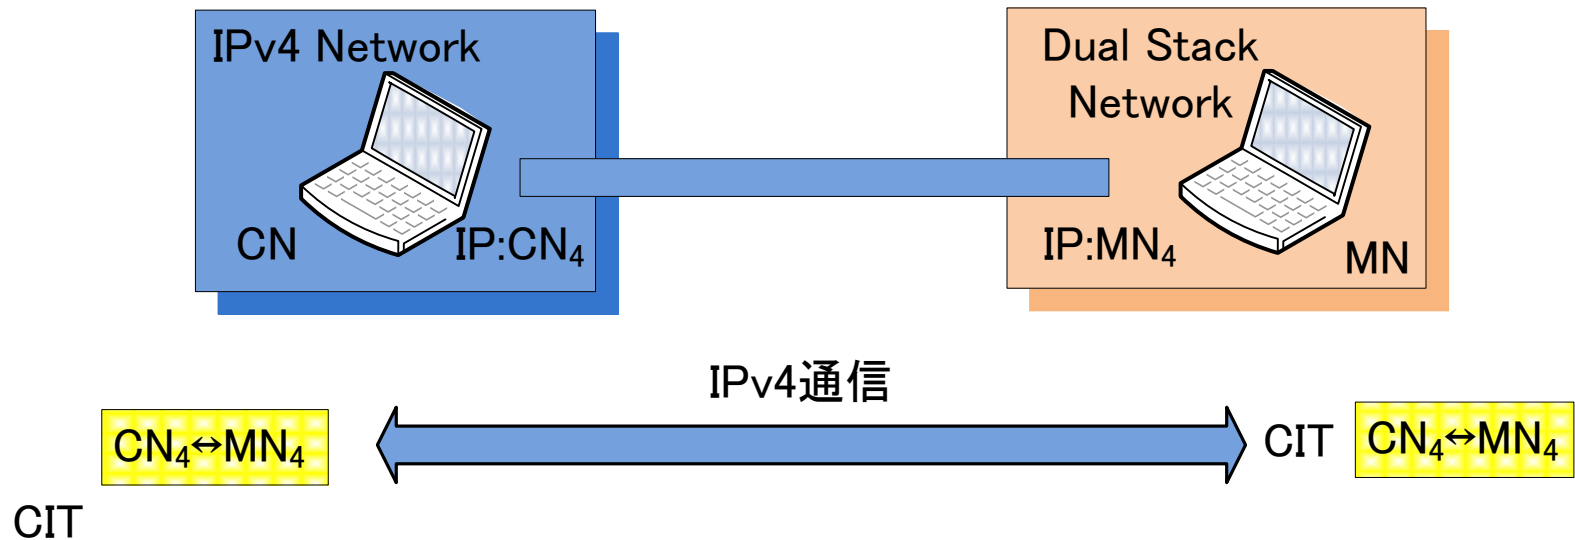 IPv4 Network
CN
IP:CN₄
Dual Stack
Network
IP:MN₄
MN
IPv4通信
CN₄↔MN₄
CIT
CIT
CN₄↔MN₄